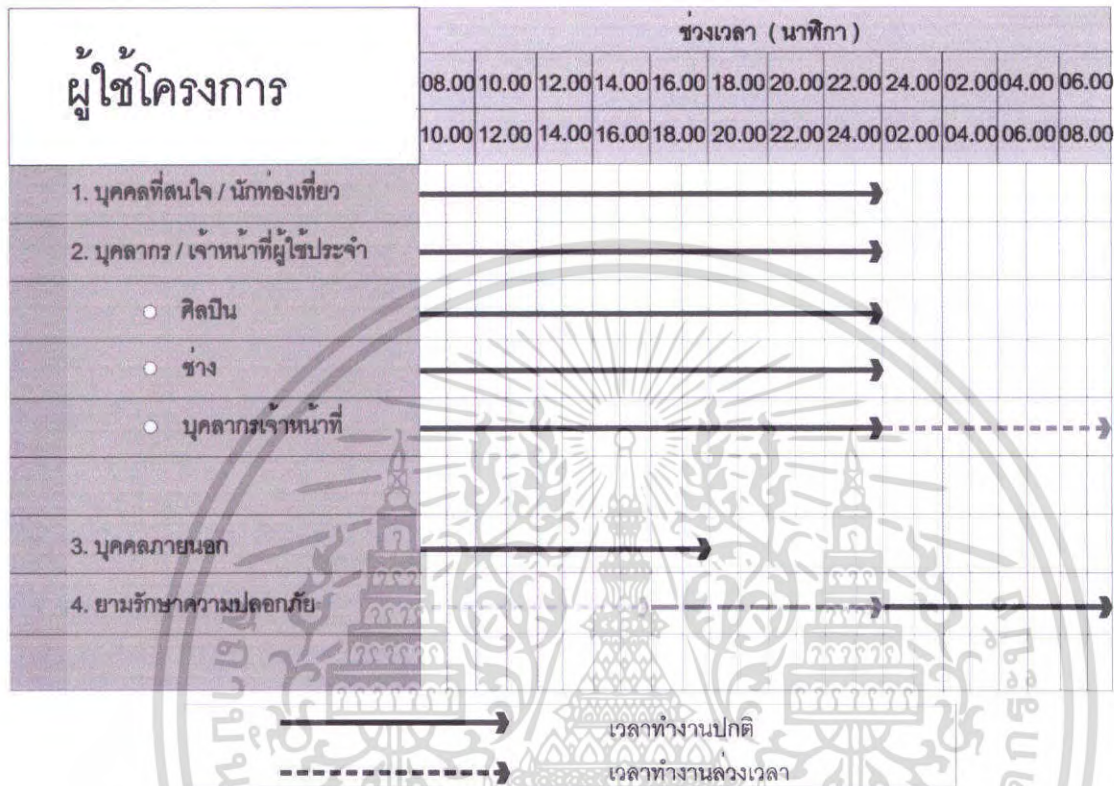 ผู้ใช้โครงการ
ช่วงเวลา ( นาฬิกา )
08.00 10.00 12.00 14.00 16.00 18.00 20.00 22.00 24.00 02.00 04.00 06.00
10.00 12.00 14.00 16.00 18.00 20.00 22.00 24.00 02.00 04.00 06.00 08.00
1. บุคคลที่สนใจ / นักท่องเที่ยว
2. บุคลากร / เจ้าหน้าที่ผู้ใช้ประจำ
ศิลปิน
ช่าง
บุคลากรเจ้าหน้าที่
3. บุคคลภายนอก
4. ยามรักษาความปลอดภัย
เวลาทำงานปกติ
เวลาทำงานล่วงเวลา